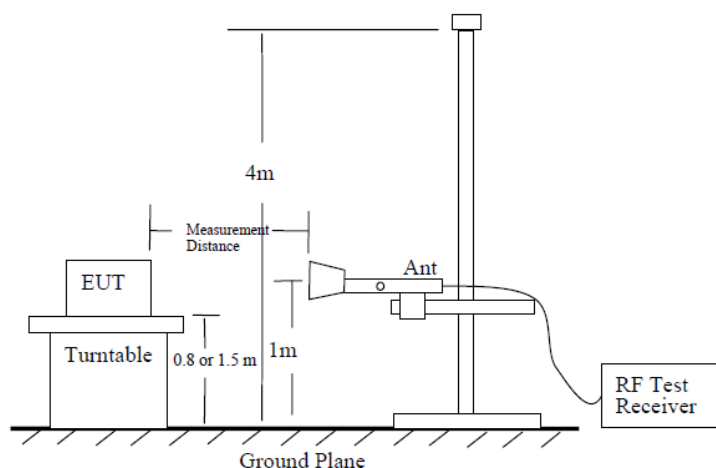 4m
Measurement
Distance
Ant
EUT
Turntable
0.8 or 1.5 m
1m
RF Test
Receiver
Ground Plane